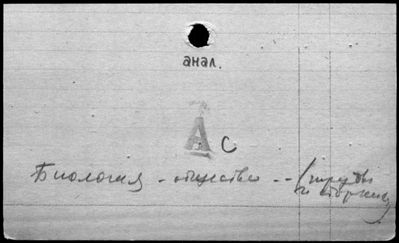 анал.
А с
Биология - общество -- (труды
и сборники)